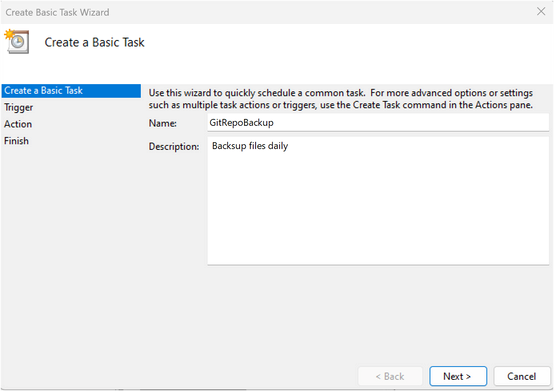 Create Basic Task Wizard
Create a Basic Task
Create a Basic Task
Trigger
Action
Finish
Use this wizard to quickly schedule a common task. For more advanced options or settings
such as multiple task actions or triggers, use the Create Task command in the Actions pane.
Name: GitRepoBackup
Description: Backsup files daily
< Back Next > Cancel